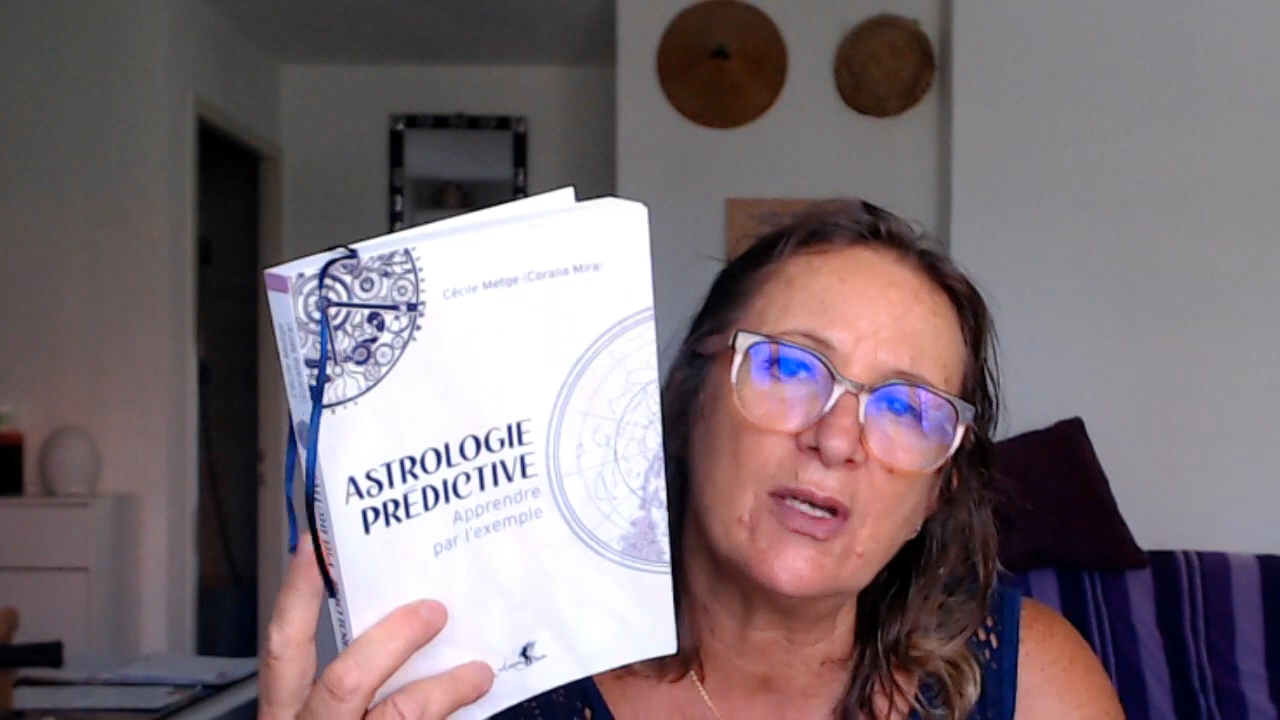 Cécile Metge (Coralia Mira)
ASTROLOGIE
PRÉDICTIVE
Apprendre
par l'exemple